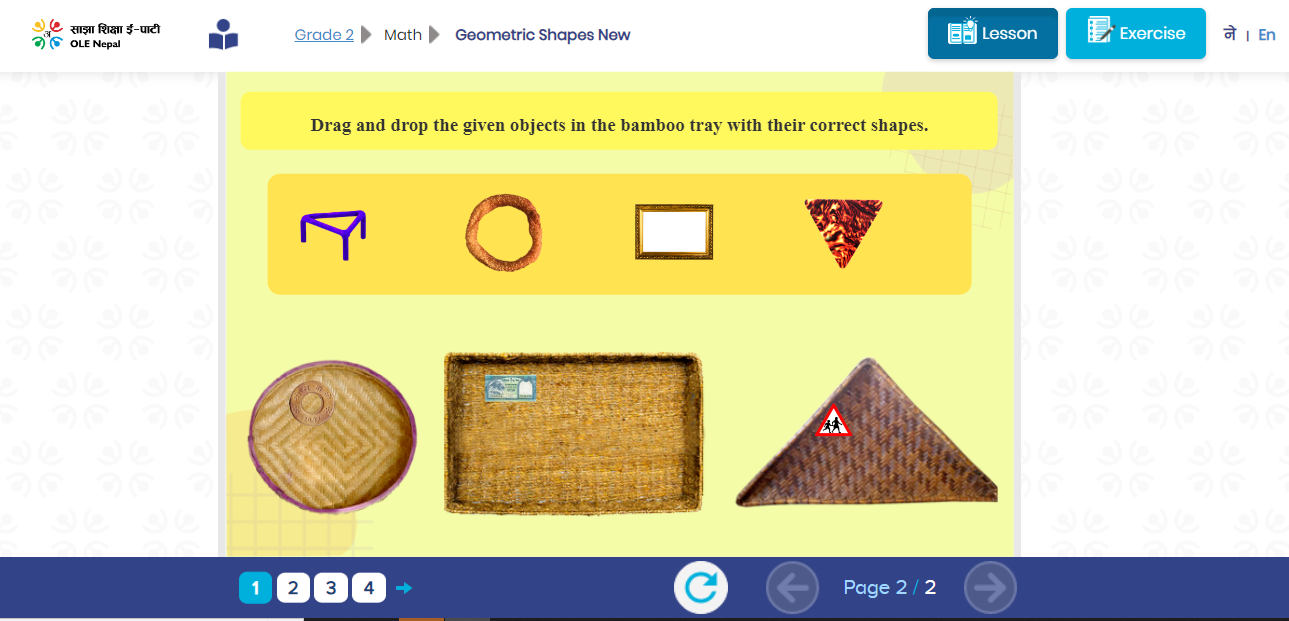 साझा शिक्षा ई-पाटी
OLE Nepal
Grade 2 Math Geometric Shapes New
Lesson
Exercise
ने | En
Drag and drop the given objects in the bamboo tray with their correct shapes.
1 2 3 4
Page 2 / 2